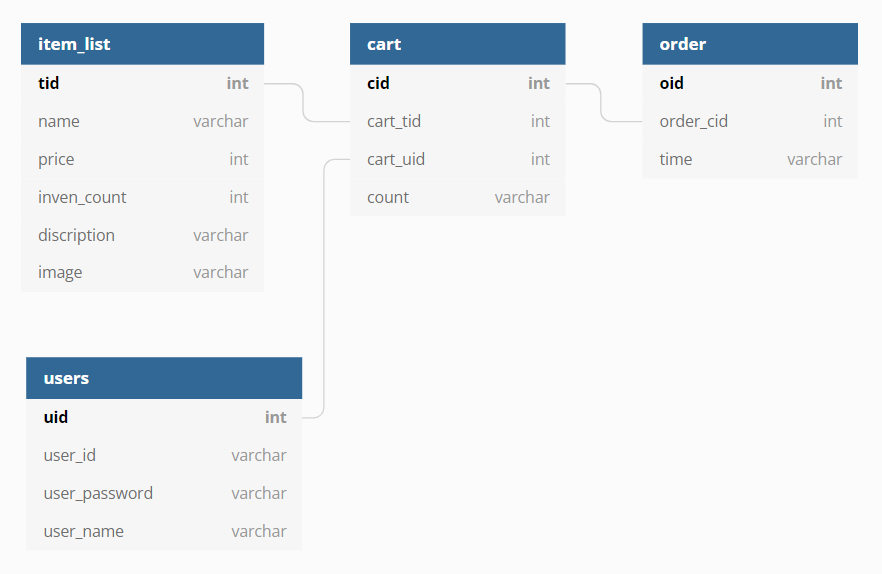 item_list
tid int
name varchar
price int
inven_count int
discription varchar
image varchar
cart
cid int
cart_tid int
cart_uid int
count varchar
order
oid int
order_cid int
time varchar
users
uid int
user_id varchar
user_password varchar
user_name varchar